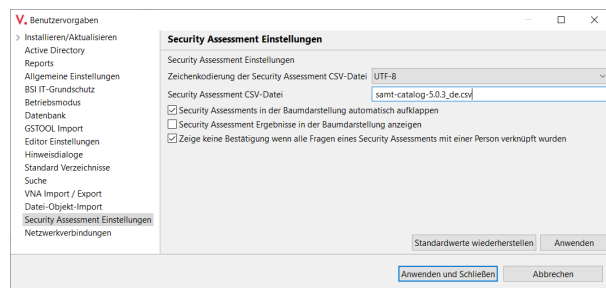 Benutzervorgaben
Installieren/Aktualisieren
Active Directory
Reports
Allgemeine Einstellungen
BSI IT-Grundschutz
Betriebsmodus
Datenbank
GSTOOL Import
Editor Einstellungen
Hinweisdialoge
Standard Verzeichnisse
Suche
VNA Import / Export
Datei-Objekt-Import
Security Assessment Einstellungen
Netzwerkverbindungen
Security Assessment Einstellungen
Security Assessment Einstellungen
Zeichenkodierung der Security Assessment CSV-Datei UTF-8
Security Assessment CSV-Datei samt-catalog-5.0.3_de.csv
Security Assessments in der Baumdarstellung automatisch aufklappen
Security Assessment Ergebnisse in der Baumdarstellung anzeigen
Zeige keine Bestätigung wenn alle Fragen eines Security Assessments mit einer Person verknüpft wurden
Standardwerte wiederherstellen Anwenden
Anwenden und Schließen Abbrechen